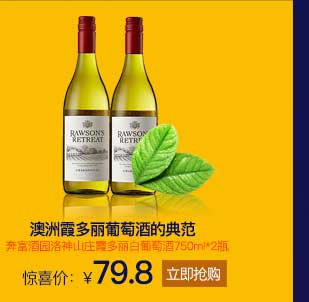 RAWSON'S
RETREAT
RAWSON'S
RETREAT
澳洲霞多丽葡萄酒的典范
奔富酒园洛神山庄霞多丽白葡萄酒750ml*2瓶
惊喜价：¥79.8 立即抢购